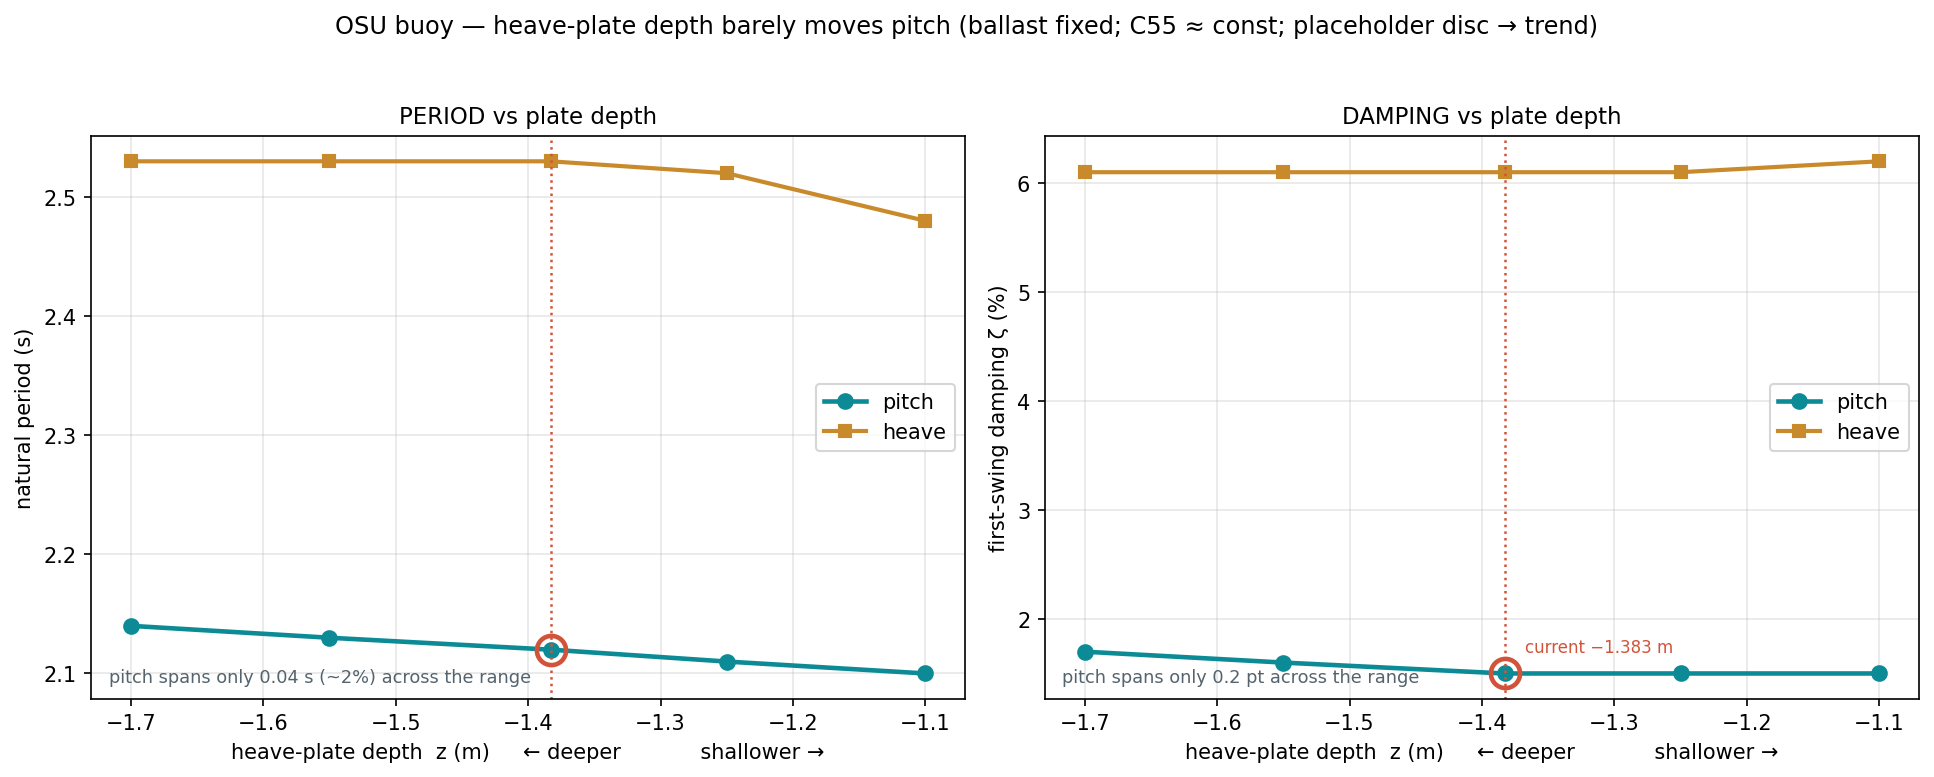 OSU buoy — heave-plate depth barely moves pitch (ballast fixed; C55 ≈ const; placeholder disc → trend)
PERIOD vs plate depth
natural period (s)
2.5
2.4
2.3
2.2
2.1
pitch
heave
pitch spans only 0.04 s (~2%) across the range
−1.7 −1.6 −1.5 −1.4 −1.3 −1.2 −1.1
heave-plate depth z (m) ← deeper shallower →
DAMPING vs plate depth
first-swing damping ζ (%)
6
5
4
3
2
pitch
heave
current −1.383 m
pitch spans only 0.2 pt across the range
−1.7 −1.6 −1.5 −1.4 −1.3 −1.2 −1.1
heave-plate depth z (m) ← deeper shallower →